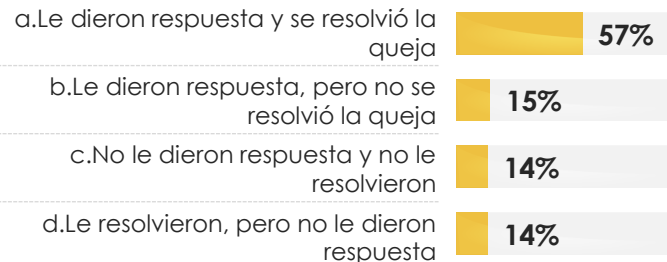 a.Le dieron respuesta y se resolvió la
queja
57%
b.Le dieron respuesta, pero no se
resolvió la queja
15%
c.No le dieron respuesta y no le
resolvieron
14%
d.Le resolvieron, pero no le dieron
respuesta
14%